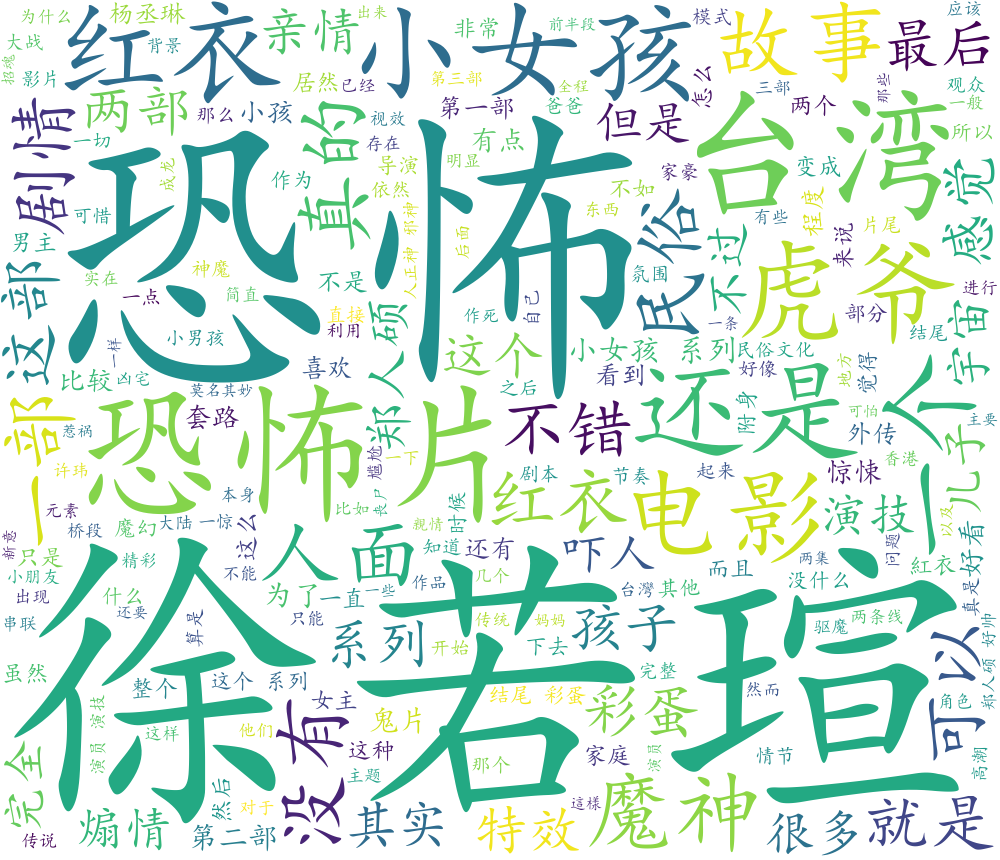 为什么
杨丞琳
出来
大战
背景
招魂
影片
红衣
小女孩
亲情
非常
前半段
模式
应该
故事
最后
居然
已经
第三部
全程
怎么
三部
那些
观众
一般
两部
那么
小孩
第一部
爸爸
但是
两个
所以
剧情
一切
真的
视效
存在
有点
台湾
可惜
成龙
作为
导演
明显
依然
家豪
变成
恐怖
不如
民俗
东西
有些
程度
来说
片尾
感觉
男主
实在
神魔
不是
邪神
人正神
后面
氛围
不过
虎爷
这部
一点
简直
直接
利用
作死
自己
一条
部分
结尾
进行
小男孩
郑人硕
这个
小女孩 系列
民俗文化
宇宙
比较
凶宅
一样
莫名其妙
喜欢
之后
看到
好像
地方
觉得
一部
套路
恐怖片
不错
还是
附身
可怕
主要
一个
外传
惹祸
尴尬
一下
剧本
节奏
起来
惊悚
香港
儿子
许玮
元素
本身
比如
丧尸
红衣
电影
新意
桥段
魔幻
大陆
一惊
这么
親情
时候
演技
以及
好看
只是
精彩
人面
知道
还有
吓人
没什么
两集
问题
红衣
真是
小朋友
不能
而且
出现
什么
为了
一直
一些
作品
几个
台灣
其他
串联
还要
算是
只能
传统
妈妈
孩子
驱魔
两条线
好帅
徐若瑄
系列
开始
下去
完整
可以
郑人硕
虽然
整个
这个 系列
女主
结尾 彩蛋
彩蛋
然而
角色
完全
演员 演技
这样
他们
没有
鬼片
这种
那个
家庭
演员
情节
高潮
主题
然后
对于
這樣
传说
煽情
第二部
其实
特效
魔神
很多
就是